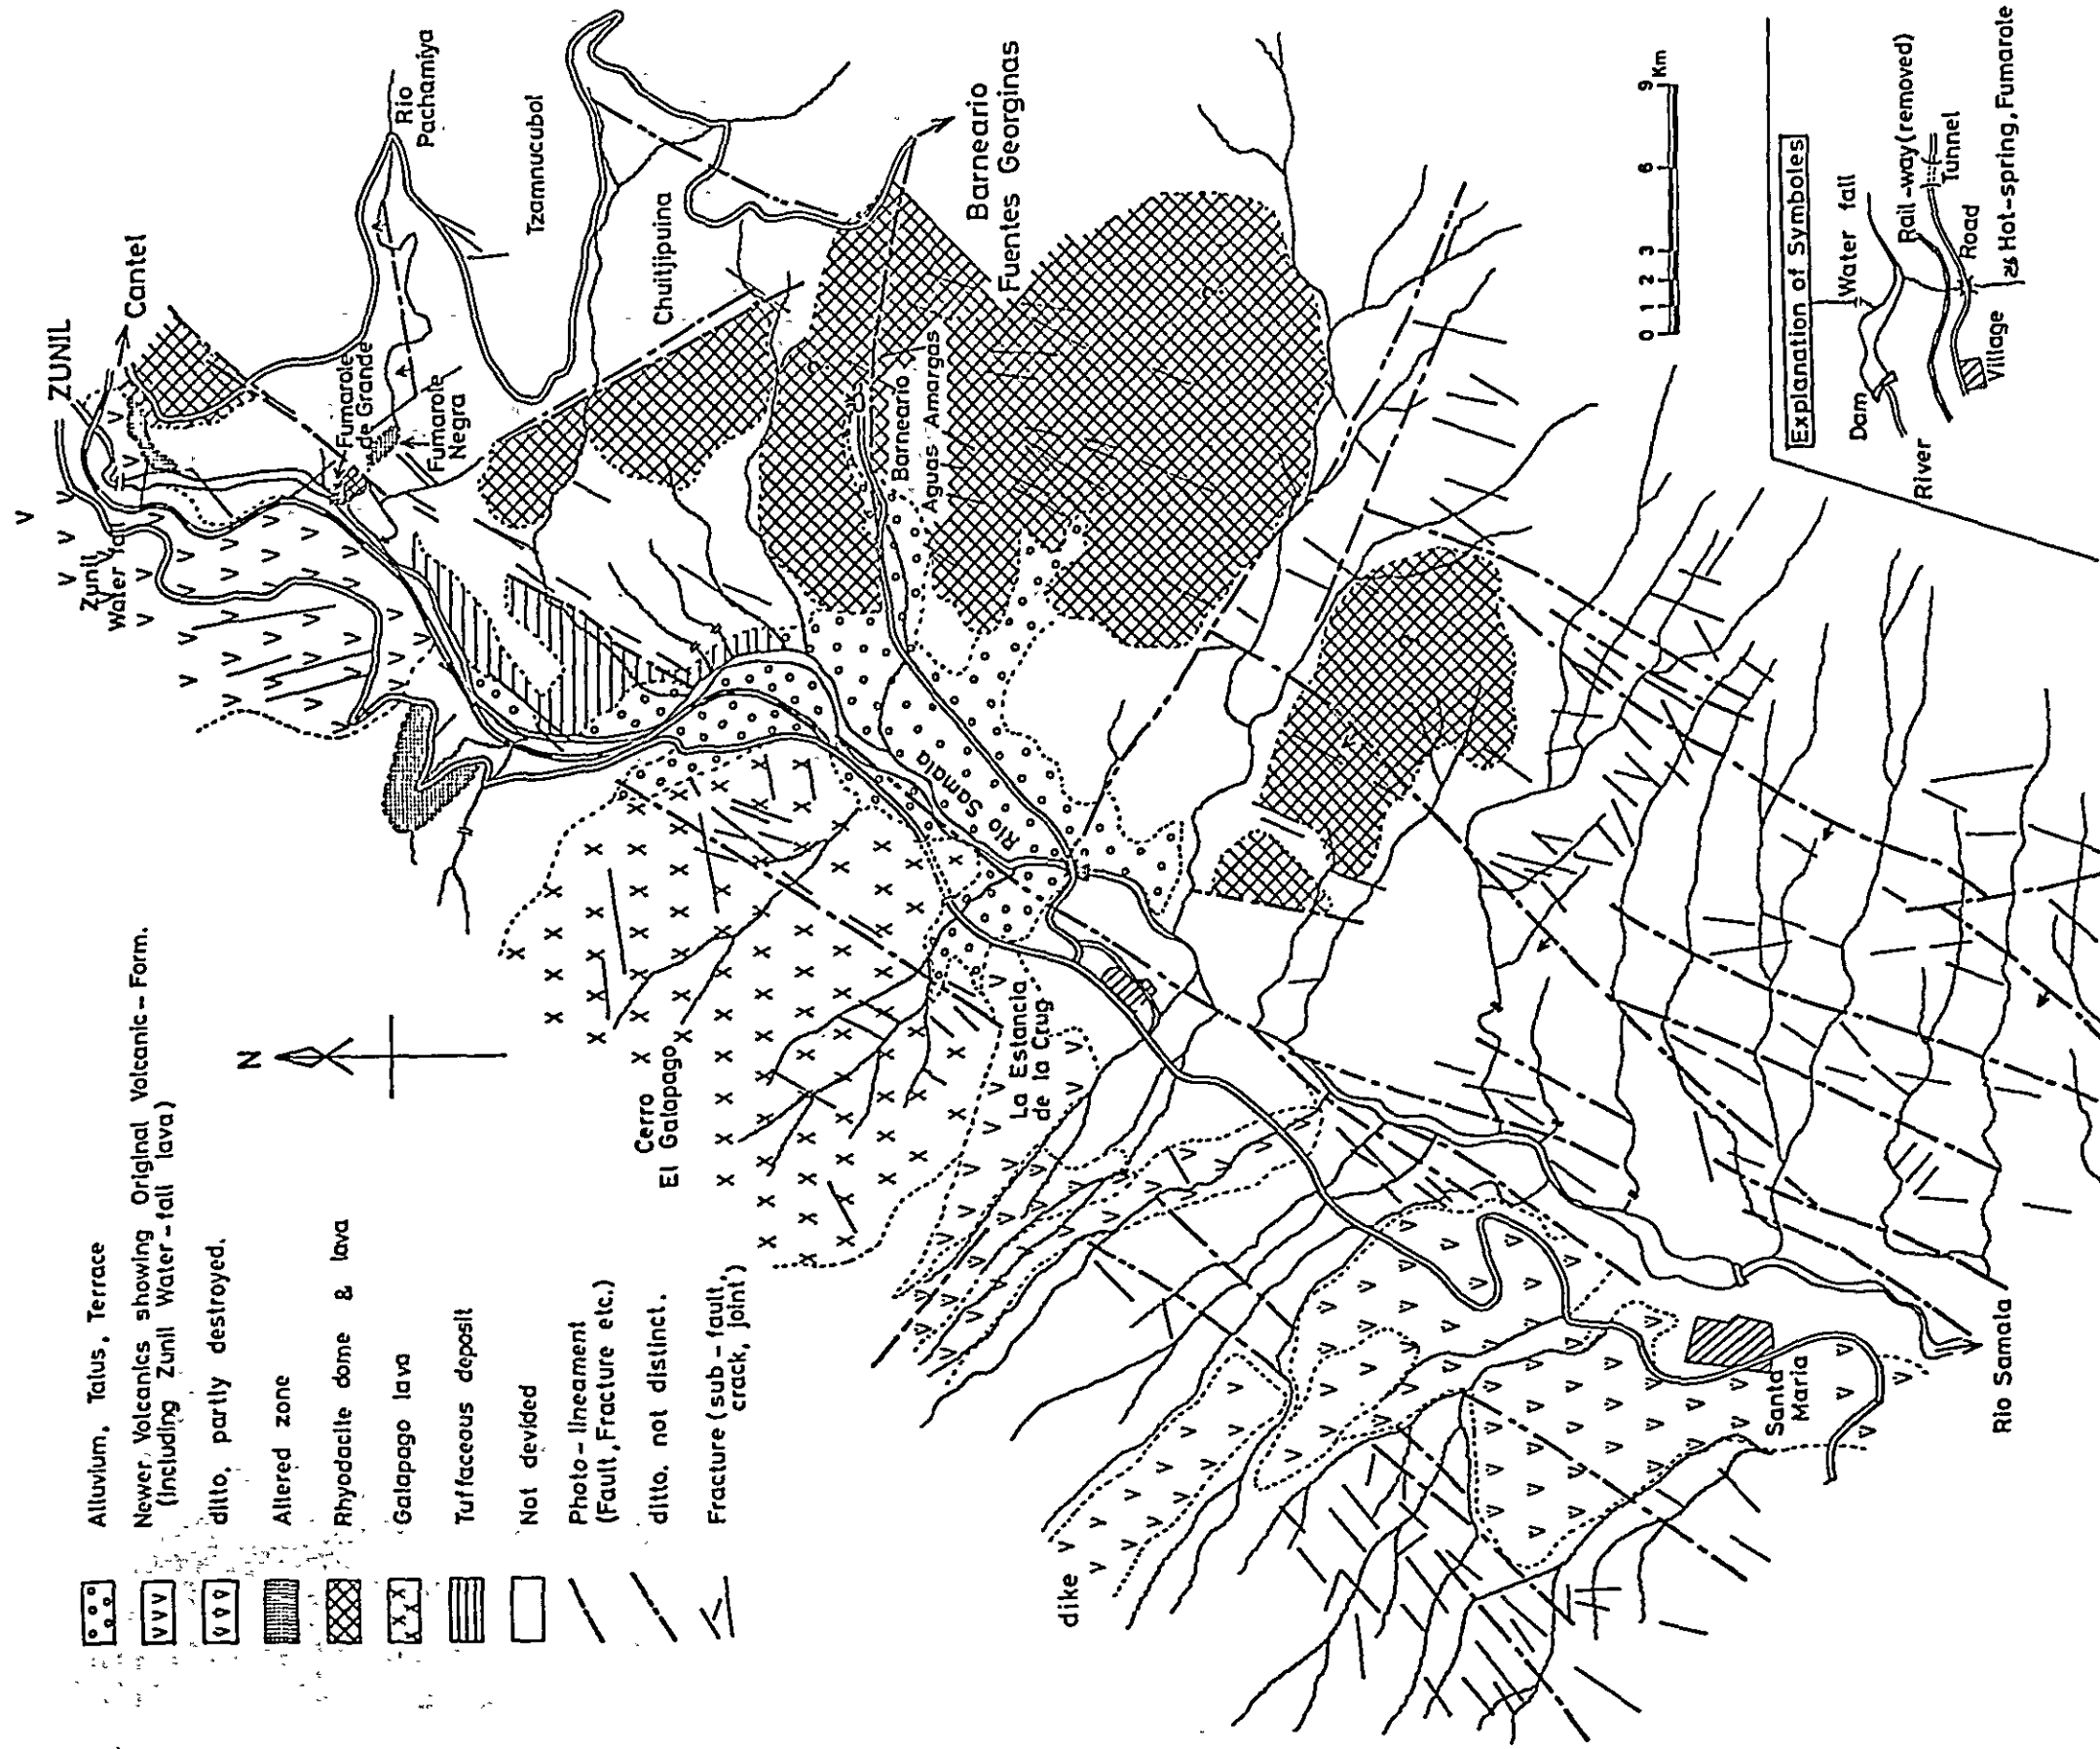 Alluvium, Talus, Terrace
Newer Volcanics showing Original Volcanic-Form.
(Including Zunil Water-fall lava)
ditto, partly destroyed.
Altered zone
Rhyodacite dome & lava
Galapago lava
Tuffaceous deposit
Not devided
Photo-lineament
(Fault, Fracture etc.)
ditto. not distinct.
Fracture (sub-fault,
crack, joint)
N
ZUNIL
Cantel
Zunil
Water
Fumarole
de Grande
Fumarole
Negra
Rio
Pachamiya
Tzamnucubol
Chuitjipuina
Barneario
Aguas Amargas
Barneario
Fuentes Georginas
Rio Samala
Cerro
El Galapago
La Estancia
de la Crug
dike
Santa
Maria
Rio Samala
0 1 2 3 6 9
Km
Explanation of Symboles
Water fall
Dam
River
Rail-way (removed)
Tunnel
Road
Village
Hot-spring, Fumarole